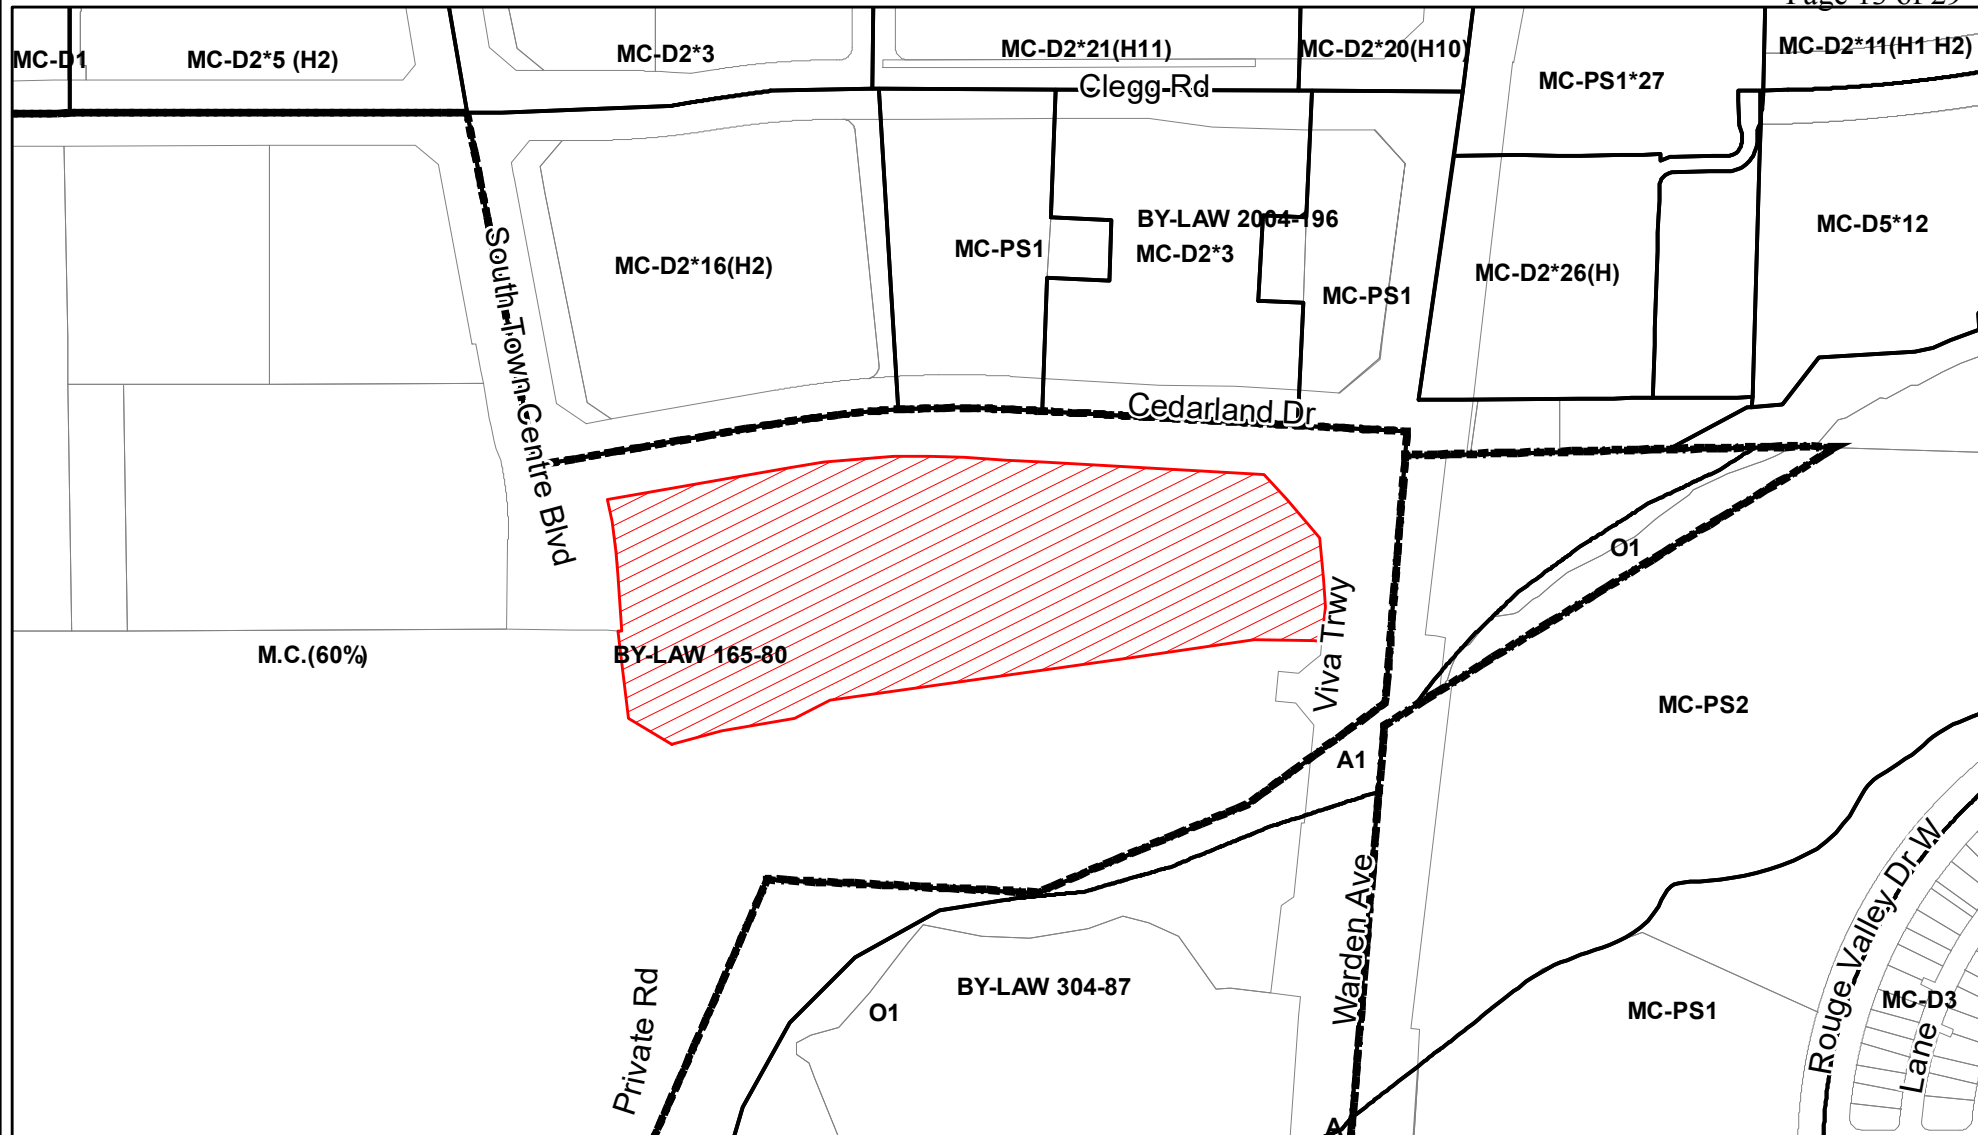 Page 15 of 29
MC-D1
MC-D2*5 (H2)
MC-D2*3
MC-D2*21(H11)
MC-D2*20(H10)
MC-D2*11(H1 H2)
MC-PS1*27
Clegg Rd
South Town Centre Blvd
MC-D2*16(H2)
MC-PS1
BY-LAW 2004-196
MC-D2*3
MC-PS1
MC-D2*26(H)
MC-D5*12
Cedarland Dr
O1
Viva Trwy
M.C.(60%)
BY-LAW 165-80
MC-PS2
A1
Warden Ave
Rouge Valley Dr W
Private Rd
O1
BY-LAW 304-87
MC-PS1
MC-D3
Lane
A